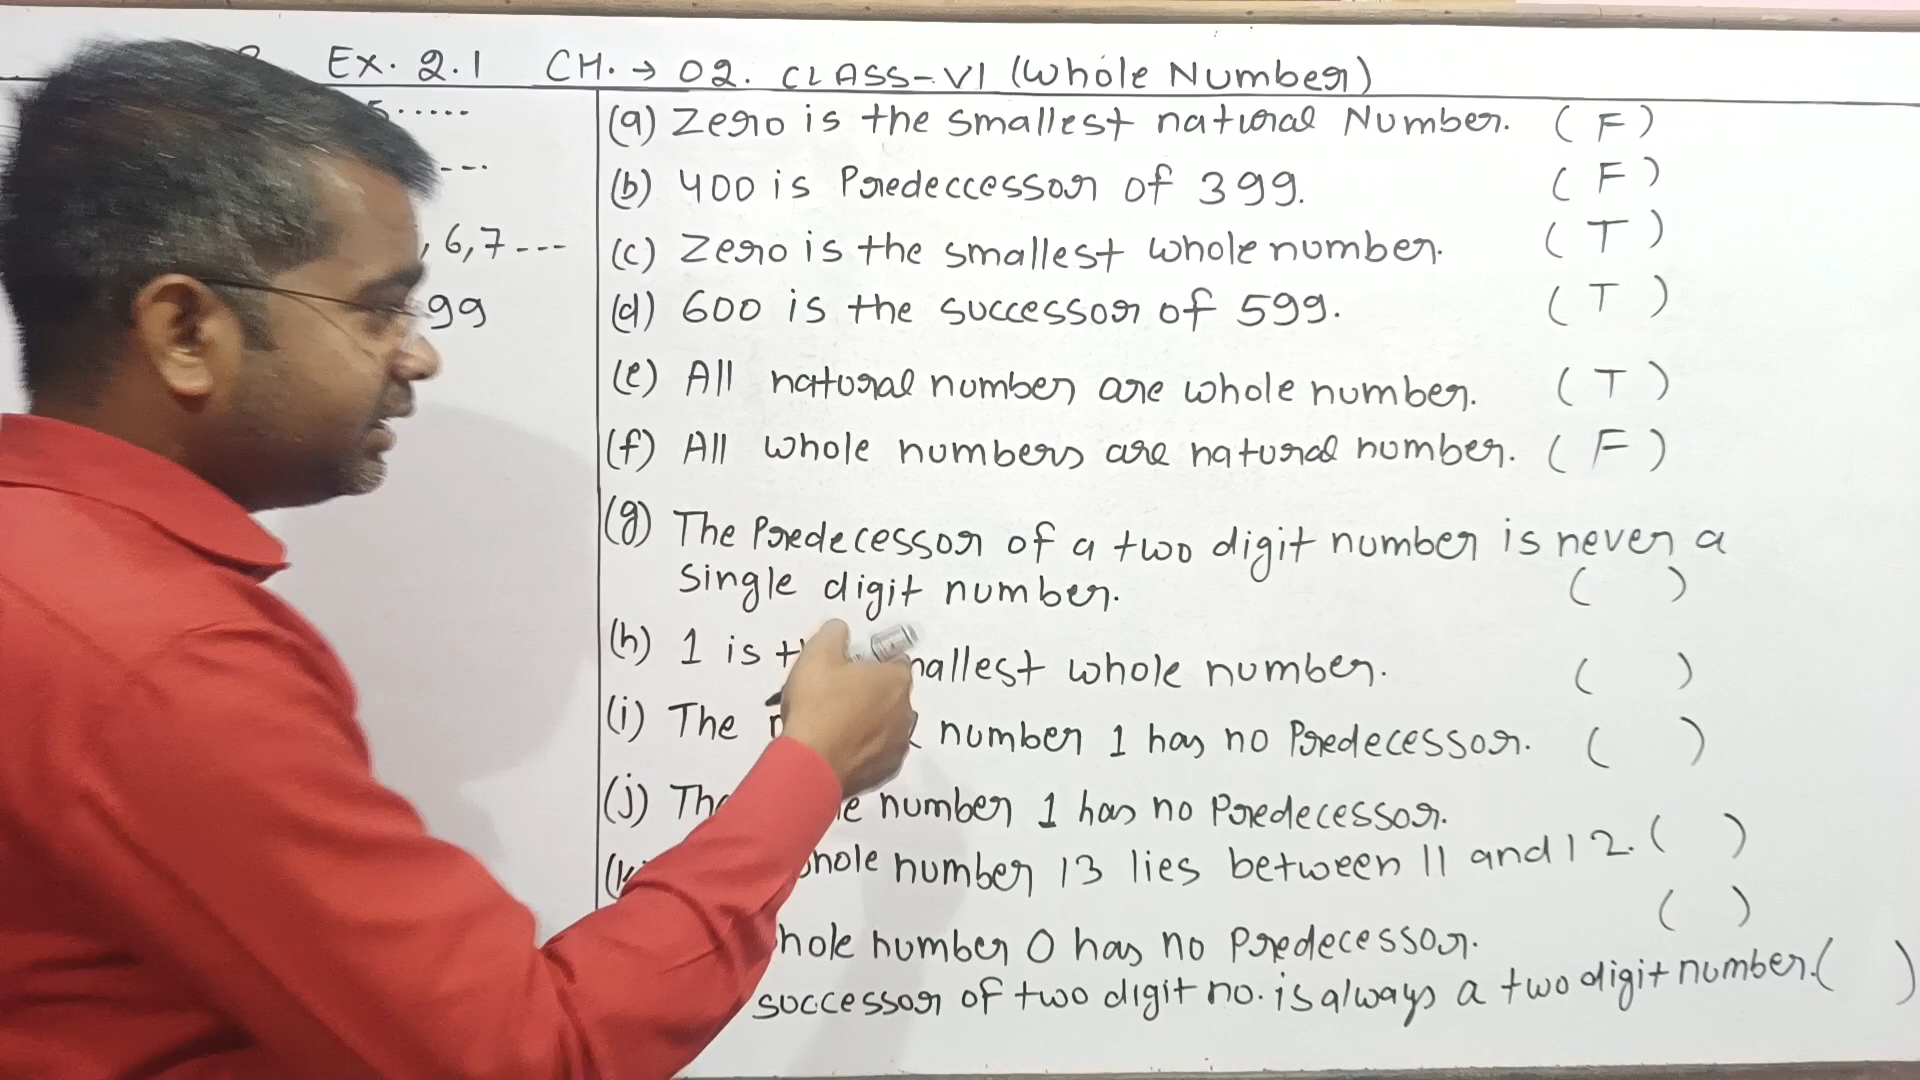 Ex. 2.1 CH. → 02. CLASS-VI (Whole Number)
5.....
---
, 6,7---
99
(a) Zero is the smallest natural Number. (F)
(b) 400 is Predeccessor of 399. (F)
(c) Zero is the smallest whole number. (T)
(d) 600 is the successor of 599. (T)
(e) All natural number are whole number. (T)
(f) All whole numbers are natural number. (F)
(g) The Predecessor of a two digit number is never a
single digit number. ( )
(h) 1 is whole number. ( )
(i) The number 1 has no Predecessor. ( )
(j) number 1 has no Predecessor.
number 13 lies between 11 and 12. ( )
( )
number 0 has no Predecessor.
successor of two digit no. is always a two digit number. ( )